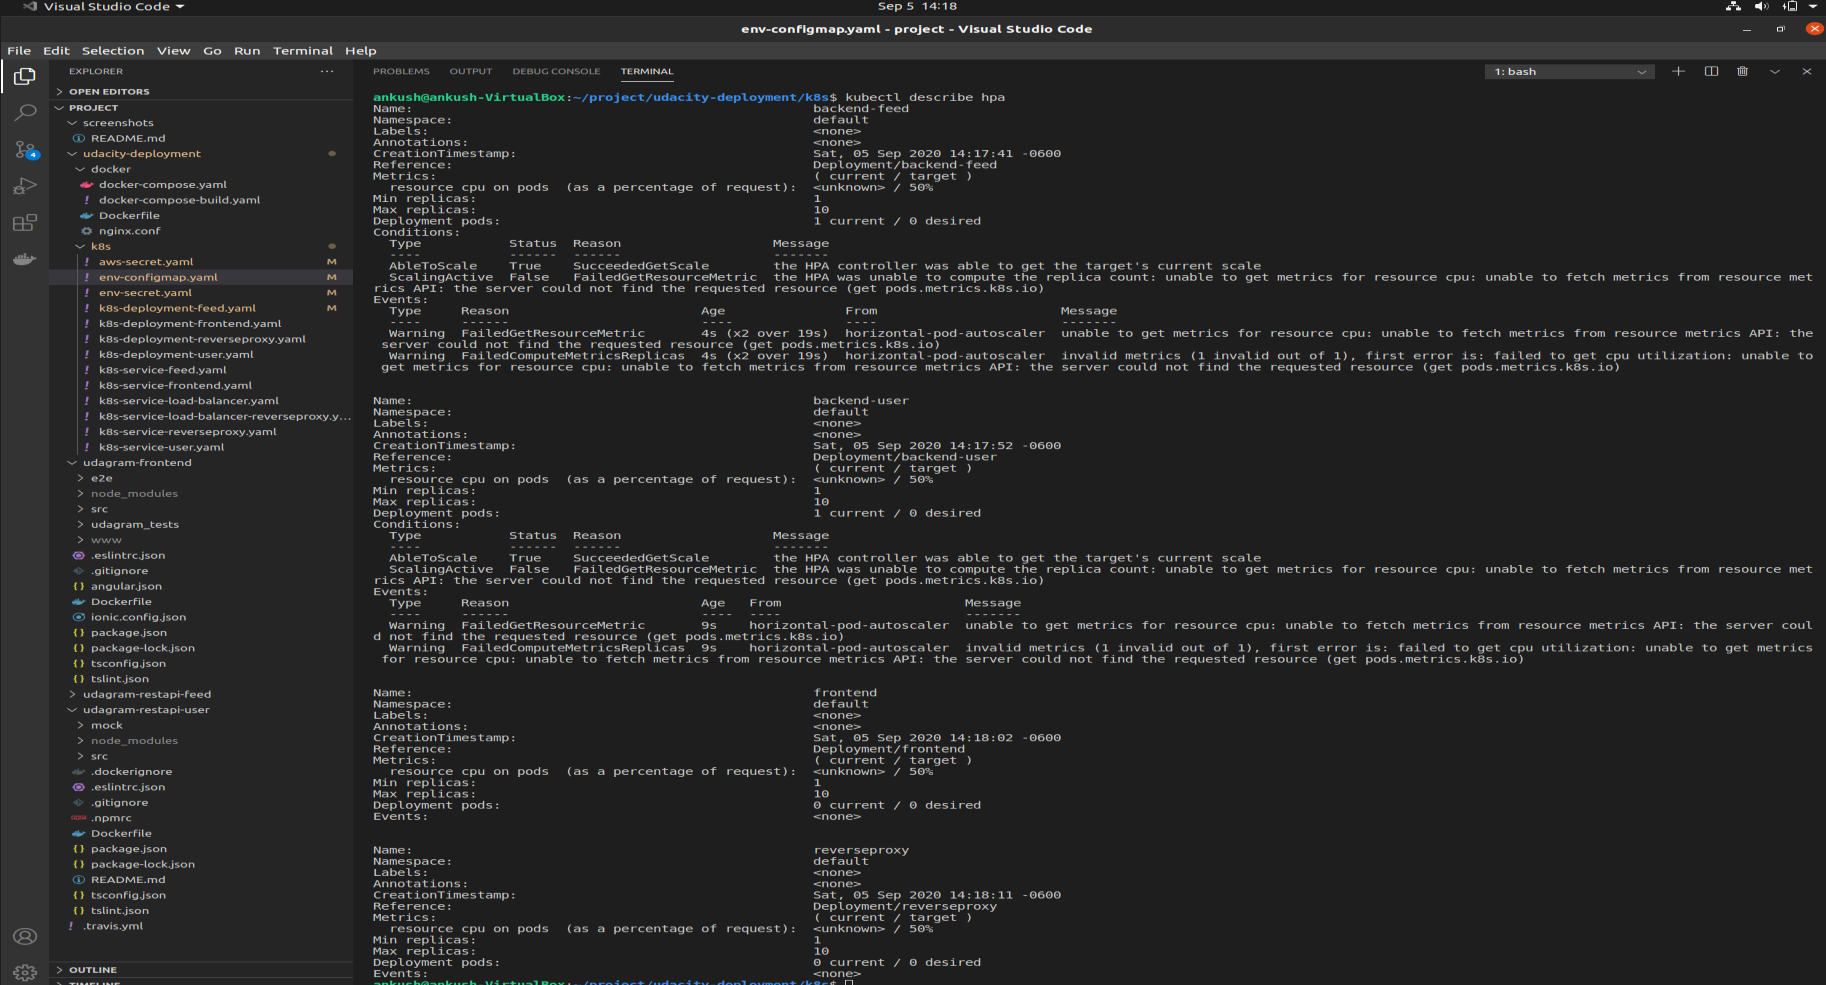 Visual Studio Code
Sep 5 14:18
env-configmap.yaml - project - Visual Studio Code
File Edit Selection View Go Run Terminal Help
EXPLORER ···
OPEN EDITORS
PROJECT
screenshots
README.md
udacity-deployment
docker
docker-compose.yaml
! docker-compose-build.yaml
Dockerfile
nginx.conf
k8s
! aws-secret.yaml M
! env-configmap.yaml M
! env-secret.yaml M
! k8s-deployment-feed.yaml M
! k8s-deployment-frontend.yaml
! k8s-deployment-reverseproxy.yaml
! k8s-deployment-user.yaml
! k8s-service-feed.yaml
! k8s-service-frontend.yaml
! k8s-service-load-balancer.yaml
! k8s-service-load-balancer-reverseproxy.y...
! k8s-service-reverseproxy.yaml
! k8s-service-user.yaml
udagram-frontend
e2e
node_modules
src
udagram_tests
www
.eslintrc.json
.gitignore
{} angular.json
Dockerfile
ionic.config.json
{} package.json
{} package-lock.json
{} tsconfig.json
{} tslint.json
udagram-restapi-feed
udagram-restapi-user
mock
node_modules
src
.dockerignore
.eslintrc.json
.gitignore
.npmrc
Dockerfile
{} package.json
{} package-lock.json
README.md
{} tsconfig.json
{} tslint.json
! .travis.yml
OUTLINE
TIMELINE
4
PROBLEMS OUTPUT DEBUG CONSOLE TERMINAL
1: bash
ankush@ankush-VirtualBox:~/project/udacity-deployment/k8s$ kubectl describe hpa
Name: backend-feed
Namespace: default
Labels: <none>
Annotations: <none>
CreationTimestamp: Sat, 05 Sep 2020 14:17:41 -0600
Reference: Deployment/backend-feed
Metrics: ( current / target )
resource cpu on pods (as a percentage of request): <unknown> / 50%
Min replicas: 1
Max replicas: 10
Deployment pods: 1 current / 0 desired
Conditions:
Type Status Reason Message
---- ------ ------ -------
AbleToScale True SucceededGetScale the HPA controller was able to get the target's current scale
ScalingActive False FailedGetResourceMetric the HPA was unable to compute the replica count: unable to get metrics for resource cpu: unable to fetch metrics from resource met
rics API: the server could not find the requested resource (get pods.metrics.k8s.io)
Events:
Type Reason Age From Message
---- ------ ---- ---- -------
Warning FailedGetResourceMetric 4s (x2 over 19s) horizontal-pod-autoscaler unable to get metrics for resource cpu: unable to fetch metrics from resource metrics API: the
server could not find the requested resource (get pods.metrics.k8s.io)
Warning FailedComputeMetricsReplicas 4s (x2 over 19s) horizontal-pod-autoscaler invalid metrics (1 invalid out of 1), first error is: failed to get cpu utilization: unable to
get metrics for resource cpu: unable to fetch metrics from resource metrics API: the server could not find the requested resource (get pods.metrics.k8s.io)
Name: backend-user
Namespace: default
Labels: <none>
Annotations: <none>
CreationTimestamp: Sat, 05 Sep 2020 14:17:52 -0600
Reference: Deployment/backend-user
Metrics: ( current / target )
resource cpu on pods (as a percentage of request): <unknown> / 50%
Min replicas: 1
Max replicas: 10
Deployment pods: 1 current / 0 desired
Conditions:
Type Status Reason Message
---- ------ ------ -------
AbleToScale True SucceededGetScale the HPA controller was able to get the target's current scale
ScalingActive False FailedGetResourceMetric the HPA was unable to compute the replica count: unable to get metrics for resource cpu: unable to fetch metrics from resource met
rics API: the server could not find the requested resource (get pods.metrics.k8s.io)
Events:
Type Reason Age From Message
---- ------ ---- ---- -------
Warning FailedGetResourceMetric 9s horizontal-pod-autoscaler unable to get metrics for resource cpu: unable to fetch metrics from resource metrics API: the server coul
d not find the requested resource (get pods.metrics.k8s.io)
Warning FailedComputeMetricsReplicas 9s horizontal-pod-autoscaler invalid metrics (1 invalid out of 1), first error is: failed to get cpu utilization: unable to get metrics
for resource cpu: unable to fetch metrics from resource metrics API: the server could not find the requested resource (get pods.metrics.k8s.io)
Name: frontend
Namespace: default
Labels: <none>
Annotations: <none>
CreationTimestamp: Sat, 05 Sep 2020 14:18:02 -0600
Reference: Deployment/frontend
Metrics: ( current / target )
resource cpu on pods (as a percentage of request): <unknown> / 50%
Min replicas: 1
Max replicas: 10
Deployment pods: 0 current / 0 desired
Events: <none>
Name: reverseproxy
Namespace: default
Labels: <none>
Annotations: <none>
CreationTimestamp: Sat, 05 Sep 2020 14:18:11 -0600
Reference: Deployment/reverseproxy
Metrics: ( current / target )
resource cpu on pods (as a percentage of request): <unknown> / 50%
Min replicas: 1
Max replicas: 10
Deployment pods: 0 current / 0 desired
Events: <none>
ankush@ankush-VirtualBox:~/project/udacity-deployment/k8s$